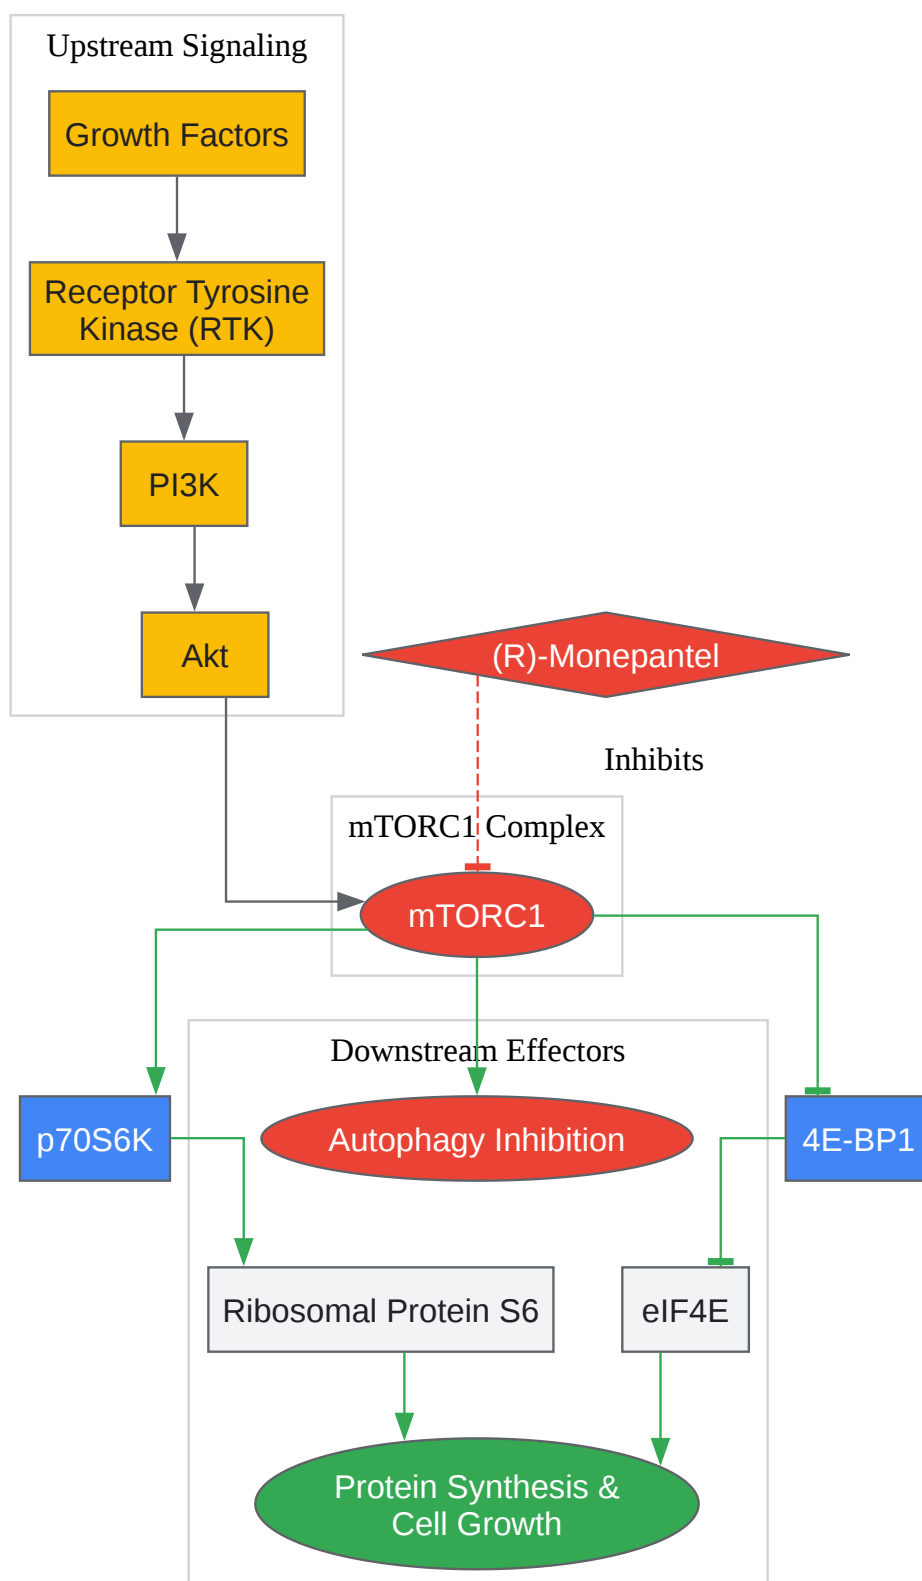 Upstream Signaling
Growth Factors
Receptor Tyrosine
Kinase (RTK)
PI3K
Akt
(R)-Monepantel
Inhibits
mTORC1 Complex
mTORC1
Downstream Effectors
p70S6K
Autophagy Inhibition
4E-BP1
Ribosomal Protein S6
eIF4E
Protein Synthesis &
Cell Growth